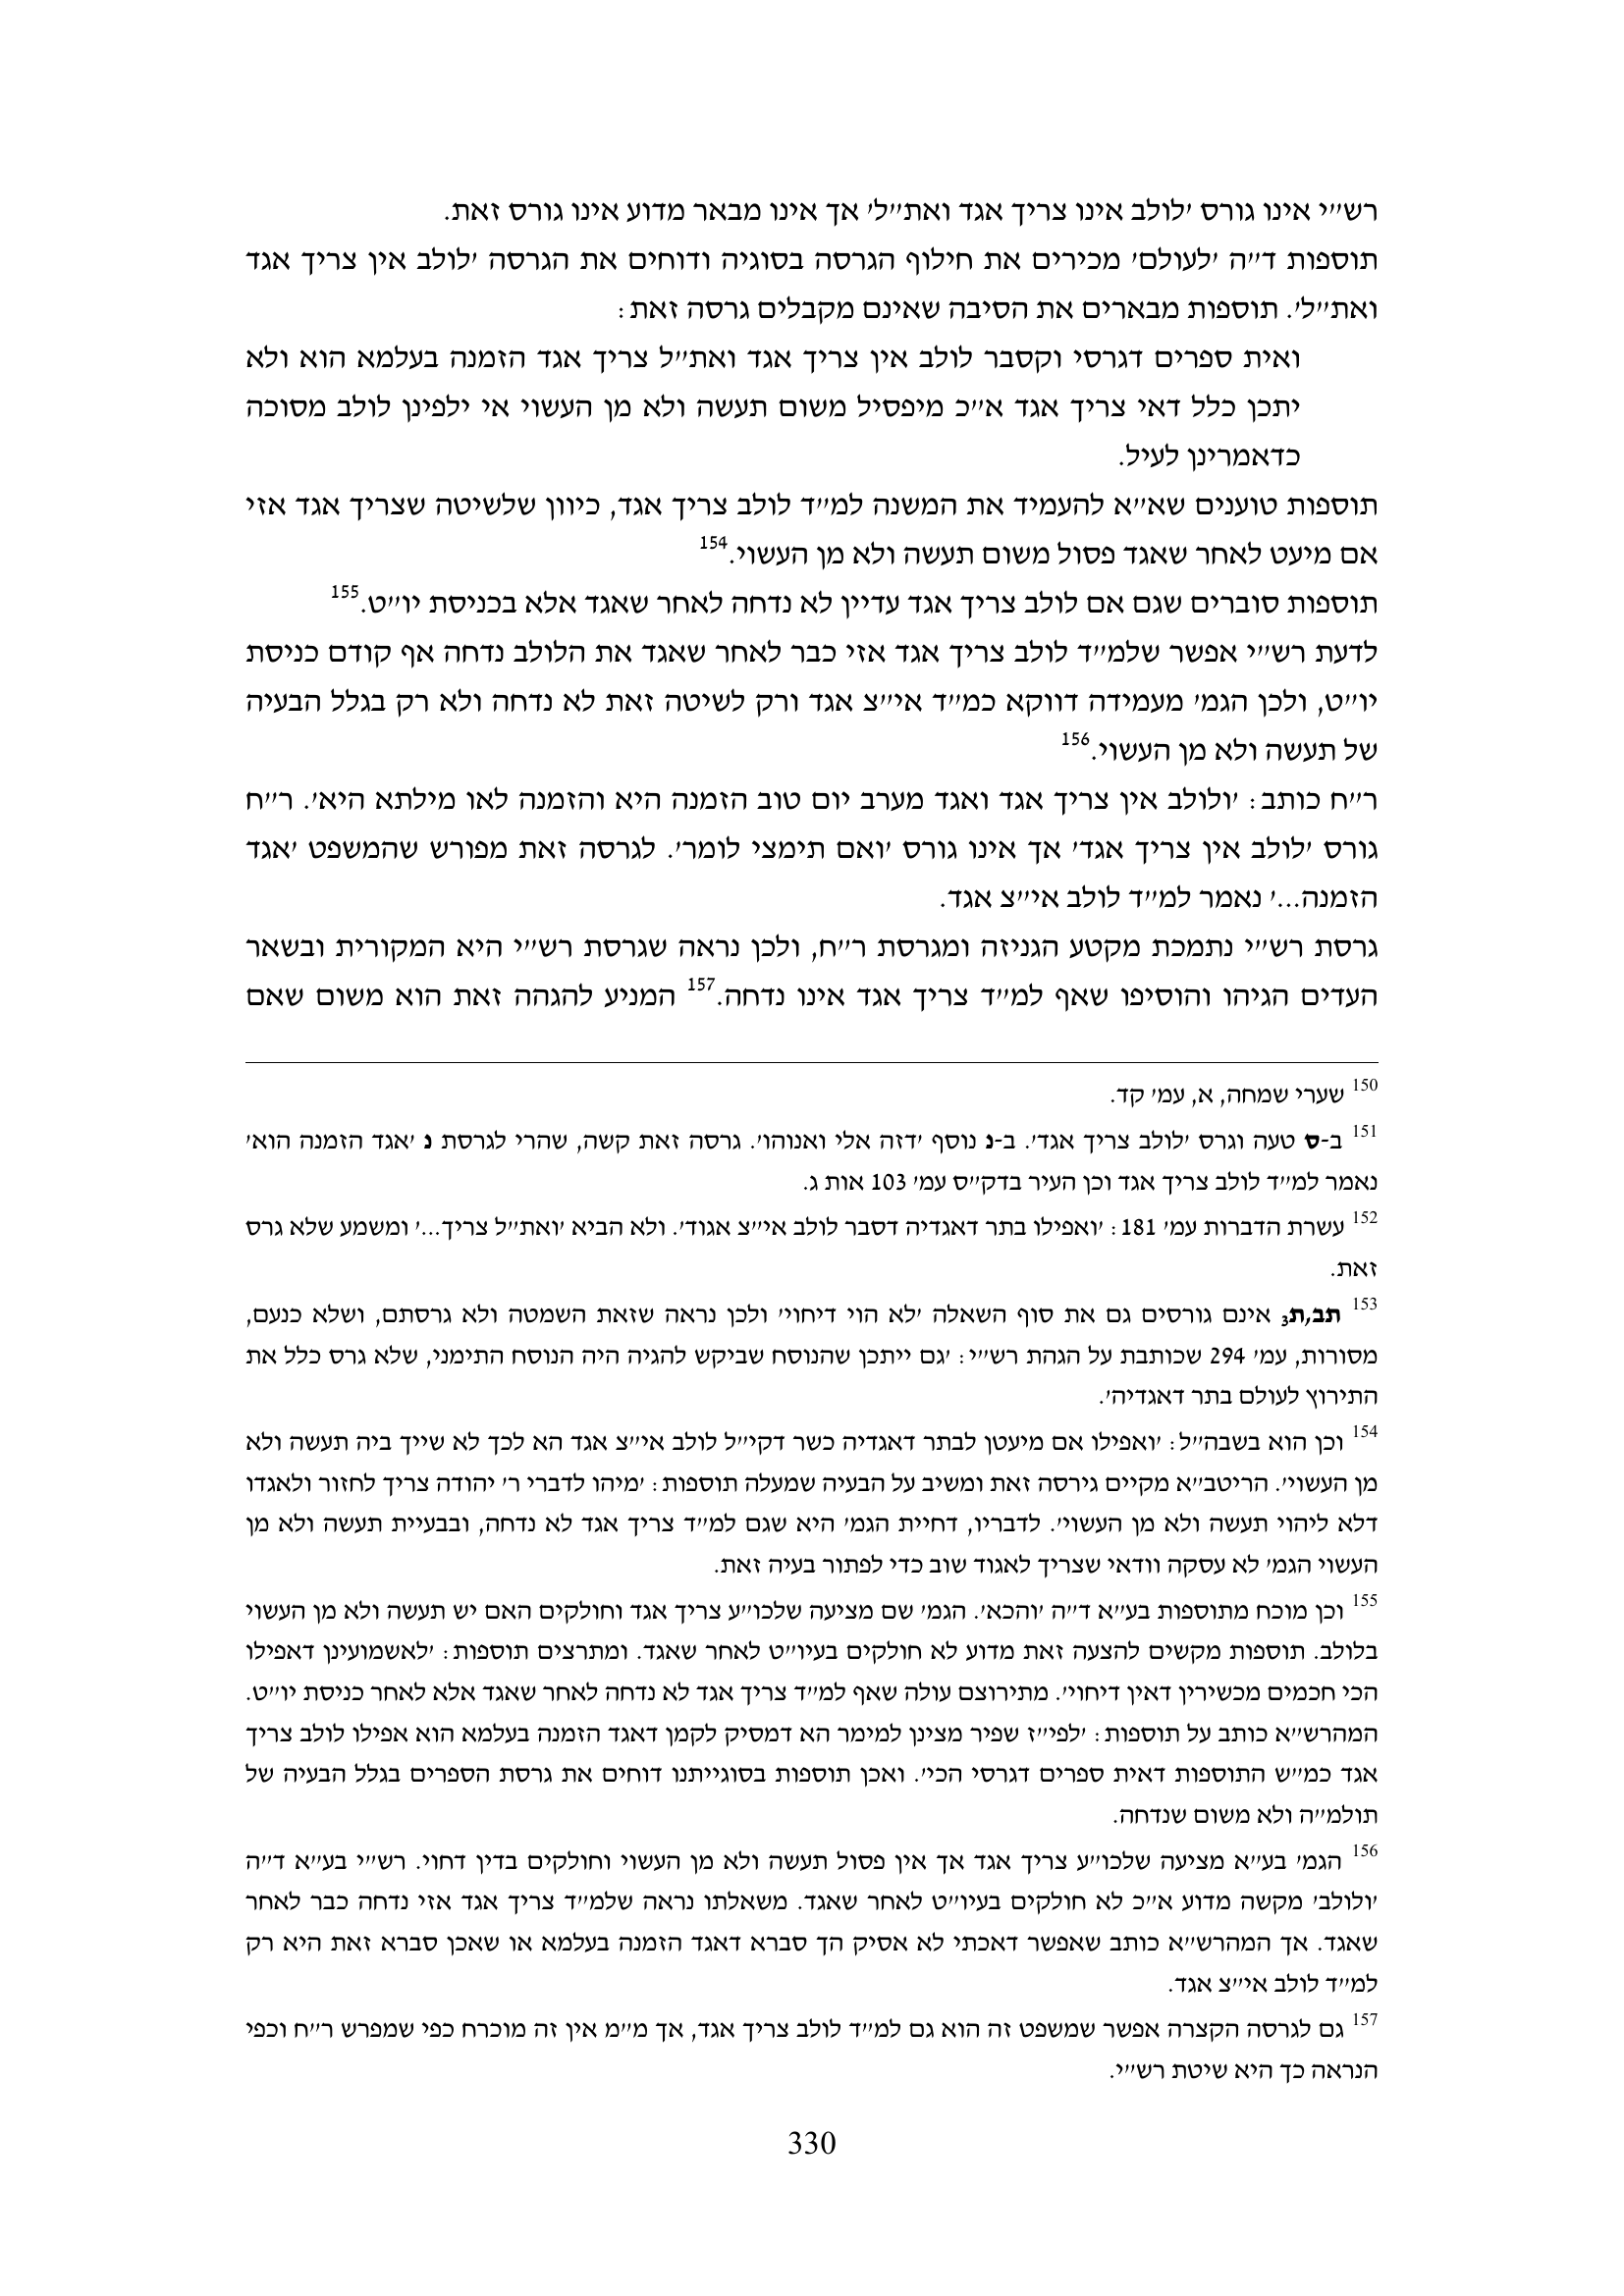 רש״י אינו גורס ׳לולב אינו צריך אגד ואת״ל׳ אך אינו מבאר מדוע אינו גורס זאת.
תוספות ד״ה ׳לעולם׳ מכירים את חילוף הגרסה בסוגיה ודוחים את הגרסה ׳לולב אין צריך אגד
ואת״ל׳. תוספות מבארים את הסיבה שאינם מקבלים גרסה זאת:
ואית ספרים דגרסי וקסבר לולב אין צריך אגד ואת״ל צריך אגד הזמנה בעלמא הוא ולא
יתכן כלל דאי צריך אגד א״כ מיפסיל משום תעשה ולא מן העשוי אי ילפינן לולב מסוכה
כדאמרינן לעיל.
תוספות טוענים שא״א להעמיד את המשנה למ״ד לולב צריך אגד, כיוון שלשיטה שצריך אגד אזי
אם מיעט לאחר שאגד פסול משום תעשה ולא מן העשוי.154
תוספות סוברים שגם אם לולב צריך אגד עדיין לא נדחה לאחר שאגד אלא בכניסת יו״ט.155
לדעת רש״י אפשר שלמ״ד לולב צריך אגד אזי כבר לאחר שאגד את הלולב נדחה אף קודם כניסת
יו״ט, ולכן הגמ׳ מעמידה דווקא כמ״ד אי״צ אגד ורק לשיטה זאת לא נדחה ולא רק בגלל הבעיה
של תעשה ולא מן העשוי.156
ר״ח כותב: ׳ולולב אין צריך אגד ואגד מערב יום טוב הזמנה היא והזמנה לאו מילתא היא׳. ר״ח
גורס ׳לולב אין צריך אגד׳ אך אינו גורס ׳ואם תימצי לומר׳. לגרסה זאת מפורש שהמשפט ׳אגד
הזמנה...׳ נאמר למ״ד לולב אי״צ אגד.
גרסת רש״י נתמכת מקטע הגניזה ומגרסת ר״ח, ולכן נראה שגרסת רש״י היא המקורית ובשאר
העדים הגיהו והוסיפו שאף למ״ד צריך אגד אינו נדחה.157 המניע להגהה זאת הוא משום שאם
150 שערי שמחה, א, עמ׳ קד.
151 ב-ס טעה וגרס ׳לולב צריך אגד׳. ב-נ נוסף ׳דזה אלי ואנוהו׳. גרסה זאת קשה, שהרי לגרסת נ ׳אגד הזמנה הוא׳
נאמר למ״ד לולב צריך אגד וכן העיר בדק״ס עמ׳ 103 אות ג.
152 עשרת הדברות עמ׳ 181: ׳ואפילו בתר דאגדיה דסבר לולב אי״צ אגוד׳. ולא הביא ׳ואת״ל צריך...׳ ומשמע שלא גרס
זאת.
153 תב,ת3 אינם גורסים גם את סוף השאלה ׳לא הוי דיחוי׳ ולכן נראה שזאת השמטה ולא גרסתם, ושלא כנעם,
מסורות, עמ׳ 294 שכותבת על הגהת רש״י: ׳גם ייתכן שהנוסח שביקש להגיה היה הנוסח התימני, שלא גרס כלל את
התירוץ לעולם בתר דאגדיה׳.
154 וכן הוא בשבה״ל: ׳ואפילו אם מיעטן לבתר דאגדיה כשר דקי״ל לולב אי״צ אגד הא לכך לא שייך ביה תעשה ולא
מן העשוי׳. הריטב״א מקיים גירסה זאת ומשיב על הבעיה שמעלה תוספות: ׳מיהו לדברי ר׳ יהודה צריך לחזור ולאגדו
דלא ליהוי תעשה ולא מן העשוי׳. לדבריו, דחיית הגמ׳ היא שגם למ״ד צריך אגד לא נדחה, ובבעיית תעשה ולא מן
העשוי הגמ׳ לא עסקה וודאי שצריך לאגוד שוב כדי לפתור בעיה זאת.
155 וכן מוכח מתוספות בע״א ד״ה ׳והכא׳. הגמ׳ שם מציעה שלכו״ע צריך אגד וחולקים האם יש תעשה ולא מן העשוי
בלולב. תוספות מקשים להצעה זאת מדוע לא חולקים בעיו״ט לאחר שאגד. ומתרצים תוספות: ׳לאשמועינן דאפילו
הכי חכמים מכשירין דאין דיחוי׳. מתירוצם עולה שאף למ״ד צריך אגד לא נדחה לאחר שאגד אלא לאחר כניסת יו״ט.
המהרש״א כותב על תוספות: ׳לפי״ז שפיר מצינן למימר הא דמסיק לקמן דאגד הזמנה בעלמא הוא אפילו לולב צריך
אגד כמ״ש התוספות דאית ספרים דגרסי הכי׳. ואכן תוספות בסוגייתנו דוחים את גרסת הספרים בגלל הבעיה של
תולמ״ה ולא משום שנדחה.
156 הגמ׳ בע״א מציעה שלכו״ע צריך אגד אך אין פסול תעשה ולא מן העשוי וחולקים בדין דחוי. רש״י בע״א ד״ה
׳ולולב׳ מקשה מדוע א״כ לא חולקים בעיו״ט לאחר שאגד. משאלתו נראה שלמ״ד צריך אגד אזי נדחה כבר לאחר
שאגד. אך המהרש״א כותב שאפשר דאכתי לא אסיק הך סברא דאגד הזמנה בעלמא או שאכן סברא זאת היא רק
למ״ד לולב אי״צ אגד.
157 גם לגרסה הקצרה אפשר שמשפט זה הוא גם למ״ד לולב צריך אגד, אך מ״מ אין זה מוכרח כפי שמפרש ר״ח וכפי
הנראה כך היא שיטת רש״י.
330